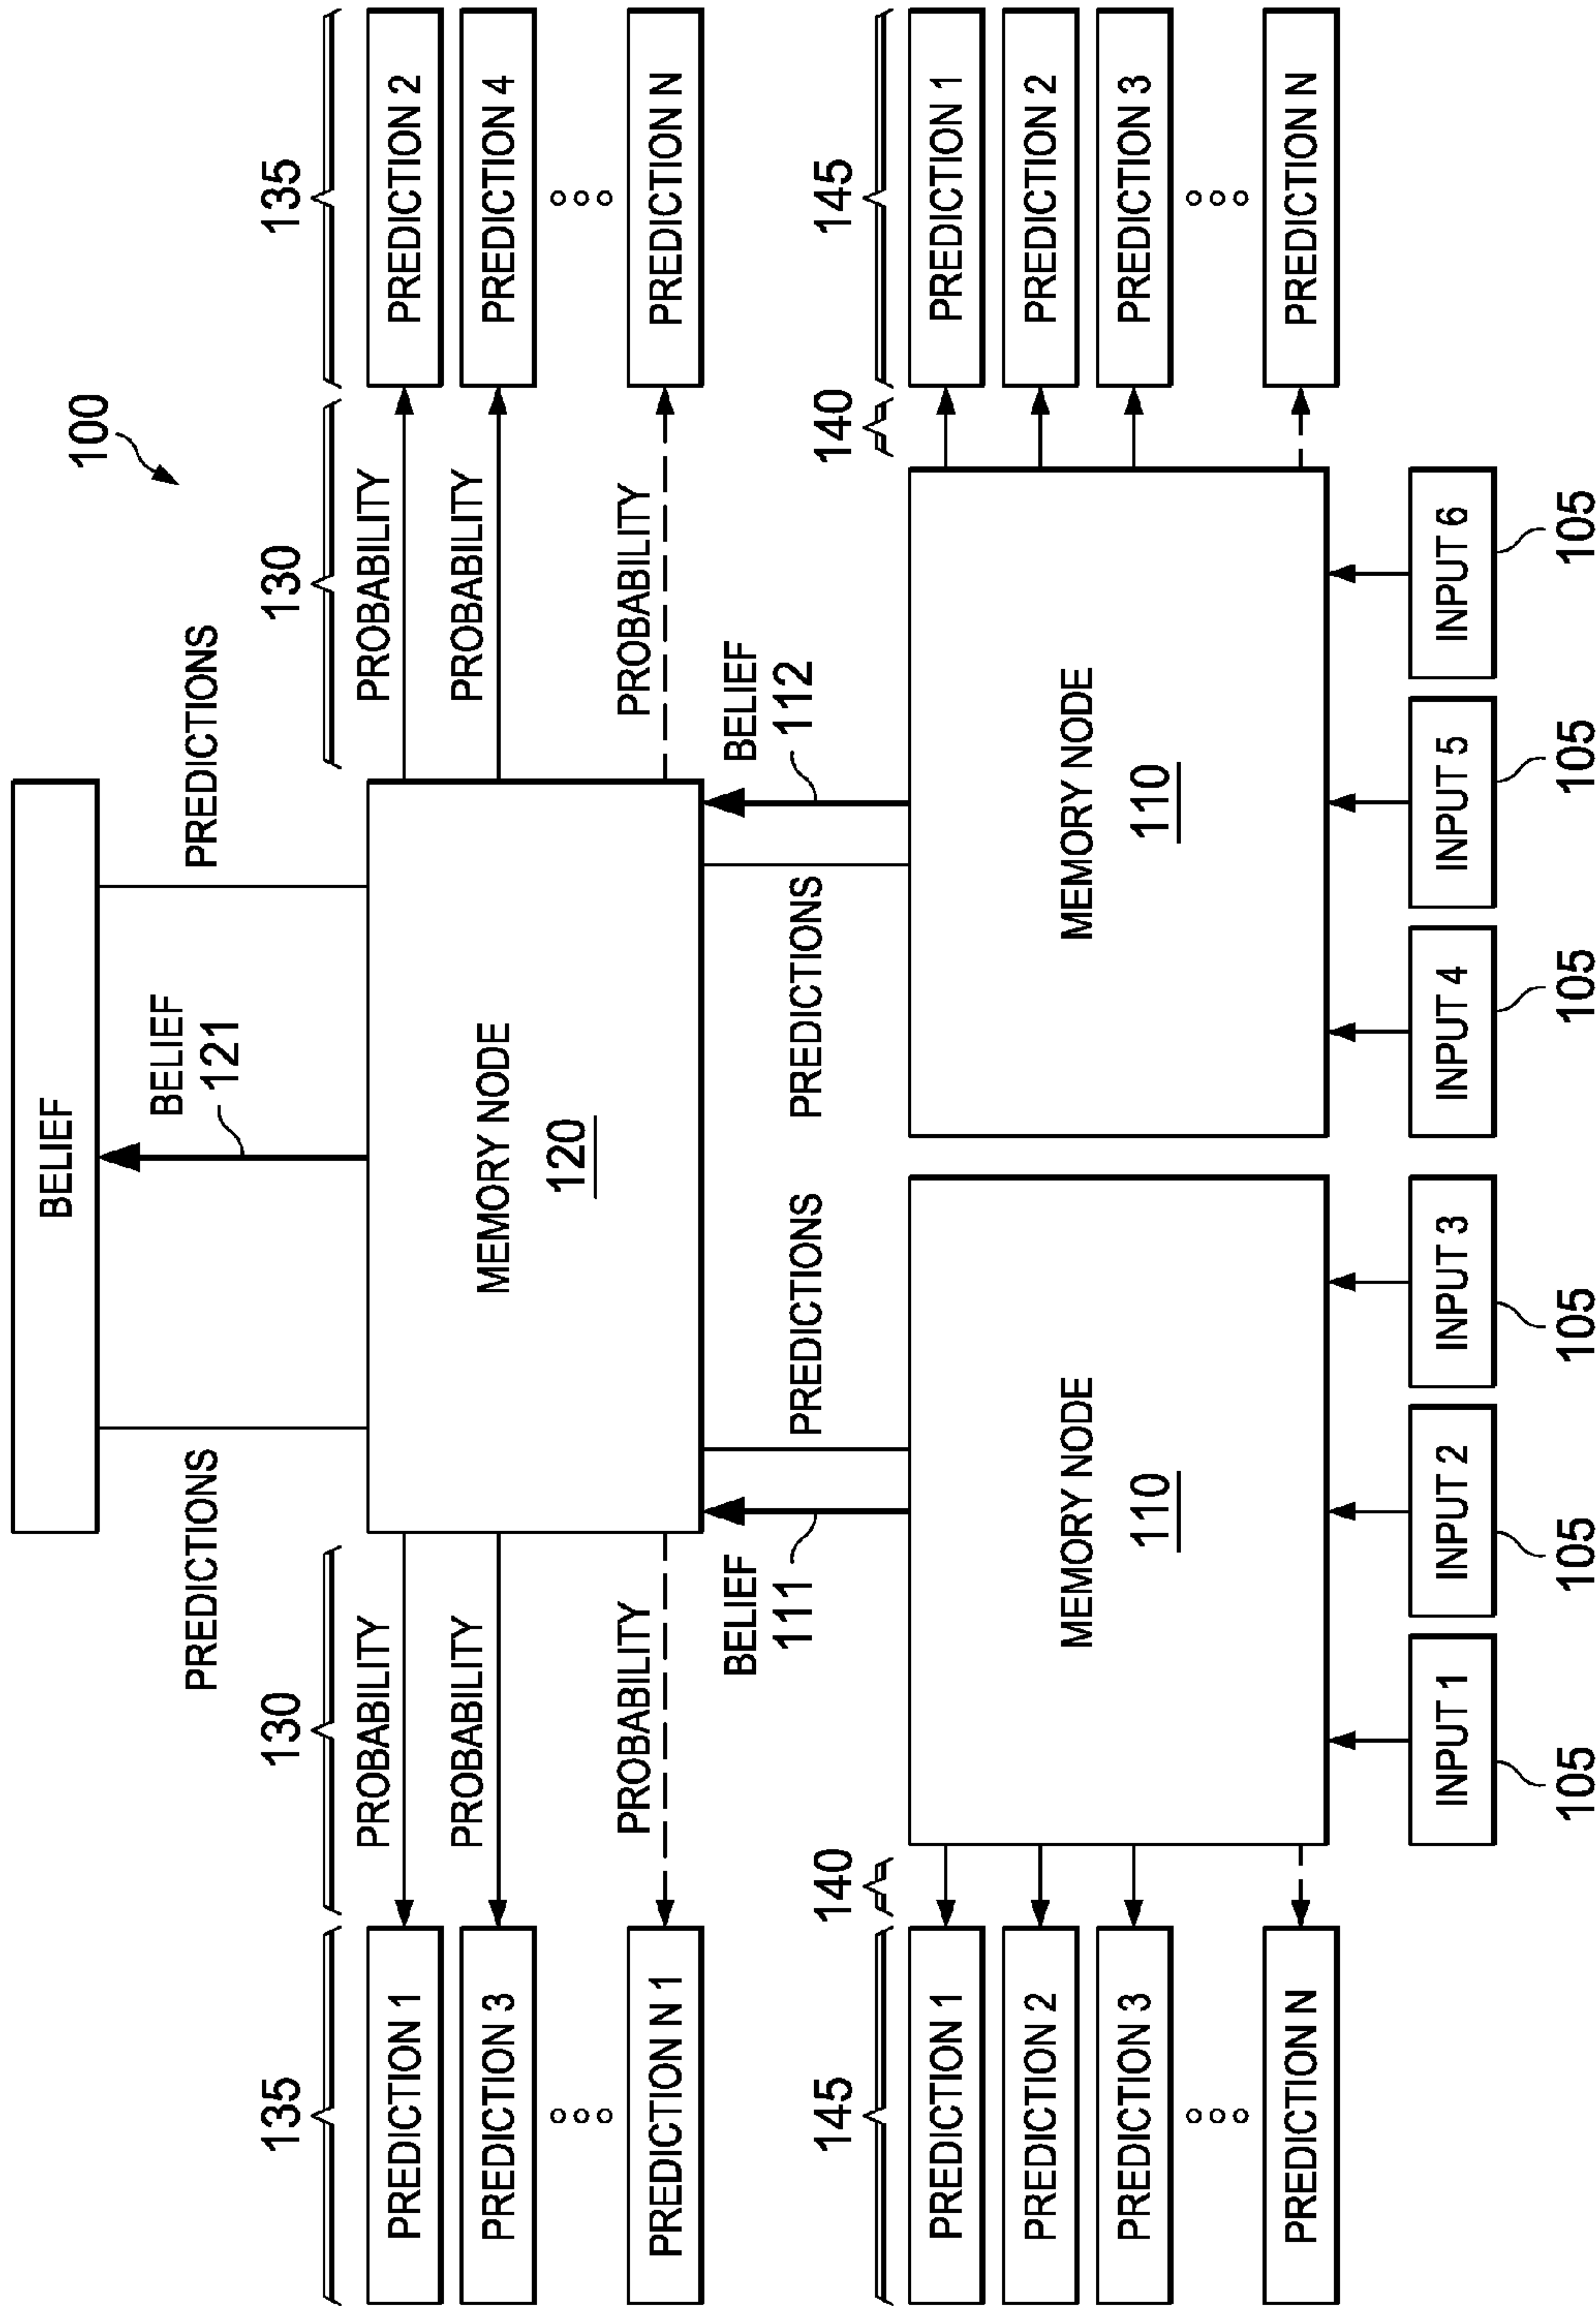 100
BELIEF
PREDICTIONS
BELIEF
121
PREDICTIONS
135
130
130
135
PREDICTION 1
PROBABILITY
PROBABILITY
PREDICTION 2
PREDICTION 3
PROBABILITY
MEMORY NODE
PROBABILITY
PREDICTION 4
120
PREDICTION N 1
PROBABILITY
PROBABILITY
PREDICTION N
BELIEF
111
PREDICTIONS
PREDICTIONS
BELIEF
112
145
140
140
145
PREDICTION 1
PREDICTION 1
PREDICTION 2
PREDICTION 2
PREDICTION 3
MEMORY NODE
MEMORY NODE
PREDICTION 3
110
110
PREDICTION N
PREDICTION N
INPUT 1
INPUT 2
INPUT 3
INPUT 4
INPUT 5
INPUT 6
105
105
105
105
105
105